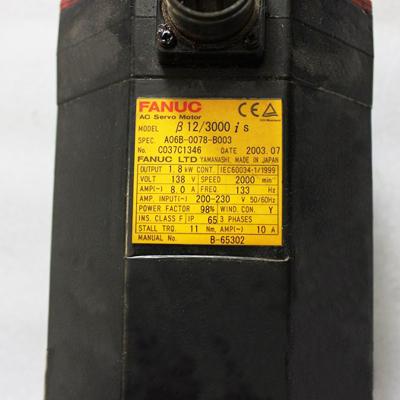 FANUC
AC Servo Motor
MODEL β 12/3000 i s
SPEC. A06B-0078-B003
No. C037C1346 DATE 2003.07
FANUC LTD YAMANASHI, MADE IN JAPAN
OUTPUT 1.8 kW CONT. IEC60034-1/1999
VOLT 138 V SPEED 2000 min⁻
AMP(~) 8.0 A FREQ. 133 Hz
AMP. INPUT(~) 200-230 V 50/60Hz
POWER FACTOR 98% WIND. CON. Y
INS. CLASS F IP 65 3 PHASES
STALL TRQ. 11 Nm, AMP(~) 10 A
MANUAL No. B-65302
CE